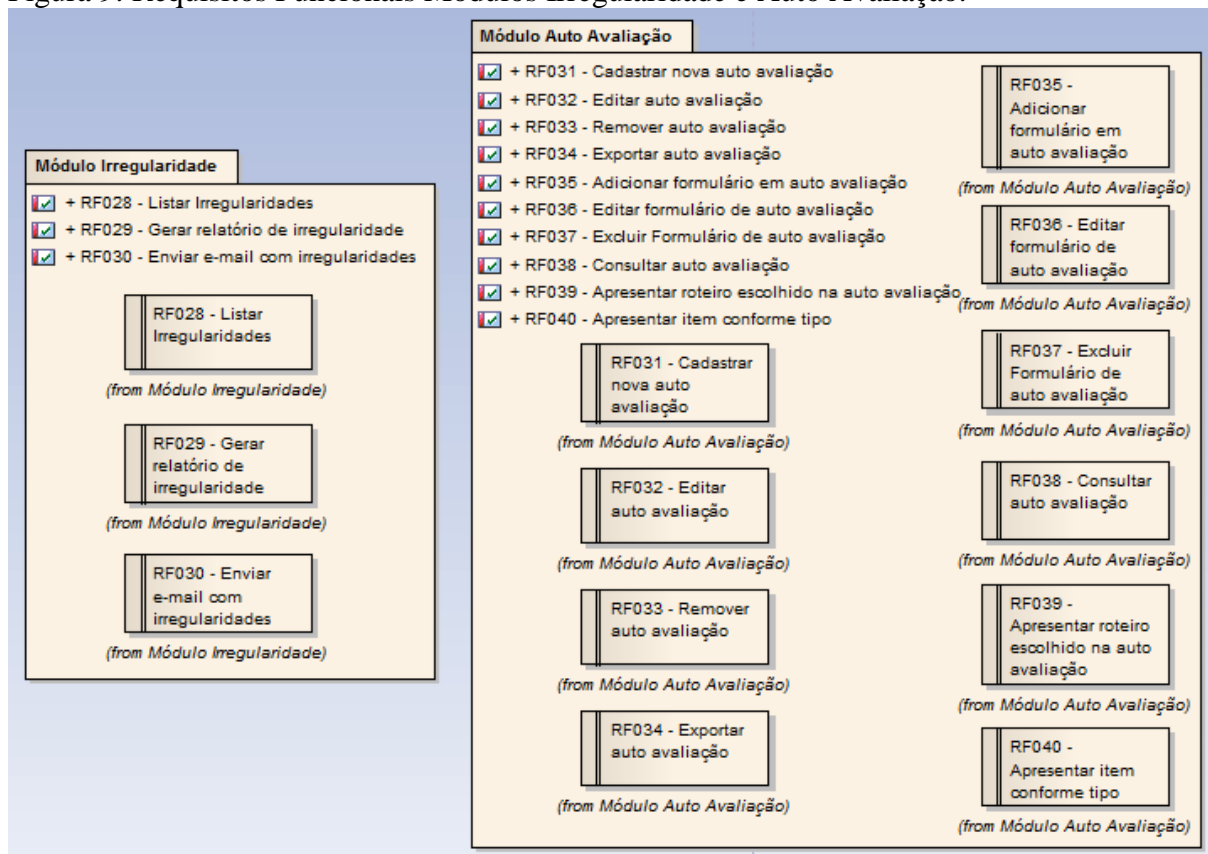 Módulo Irregularidade
+ RF028 - Listar Irregularidades
+ RF029 - Gerar relatório de irregularidade
+ RF030 - Enviar e-mail com irregularidades
RF028 - Listar
Irregularidades
(from Módulo Irregularidade)
RF029 - Gerar
relatório de
irregularidade
(from Módulo Irregularidade)
RF030 - Enviar
e-mail com
irregularidades
(from Módulo Irregularidade)
Módulo Auto Avaliação
+ RF031 - Cadastrar nova auto avaliação
+ RF032 - Editar auto avaliação
+ RF033 - Remover auto avaliação
+ RF034 - Exportar auto avaliação
+ RF035 - Adicionar formulário em auto avaliação
+ RF036 - Editar formulário de auto avaliação
+ RF037 - Excluir Formulário de auto avaliação
+ RF038 - Consultar auto avaliação
+ RF039 - Apresentar roteiro escolhido na auto avaliação
+ RF040 - Apresentar item conforme tipo
RF031 - Cadastrar
nova auto
avaliação
(from Módulo Auto Avaliação)
RF032 - Editar
auto avaliação
(from Módulo Auto Avaliação)
RF033 - Remover
auto avaliação
(from Módulo Auto Avaliação)
RF034 - Exportar
auto avaliação
(from Módulo Auto Avaliação)
RF035 -
Adicionar
formulário em
auto avaliação
(from Módulo Auto Avaliação)
RF036 - Editar
formulário de
auto avaliação
(from Módulo Auto Avaliação)
RF037 - Excluir
Formulário de
auto avaliação
(from Módulo Auto Avaliação)
RF038 - Consultar
auto avaliação
(from Módulo Auto Avaliação)
RF039 -
Apresentar roteiro
escolhido na auto
avaliação
(from Módulo Auto Avaliação)
RF040 -
Apresentar item
conforme tipo
(from Módulo Auto Avaliação)